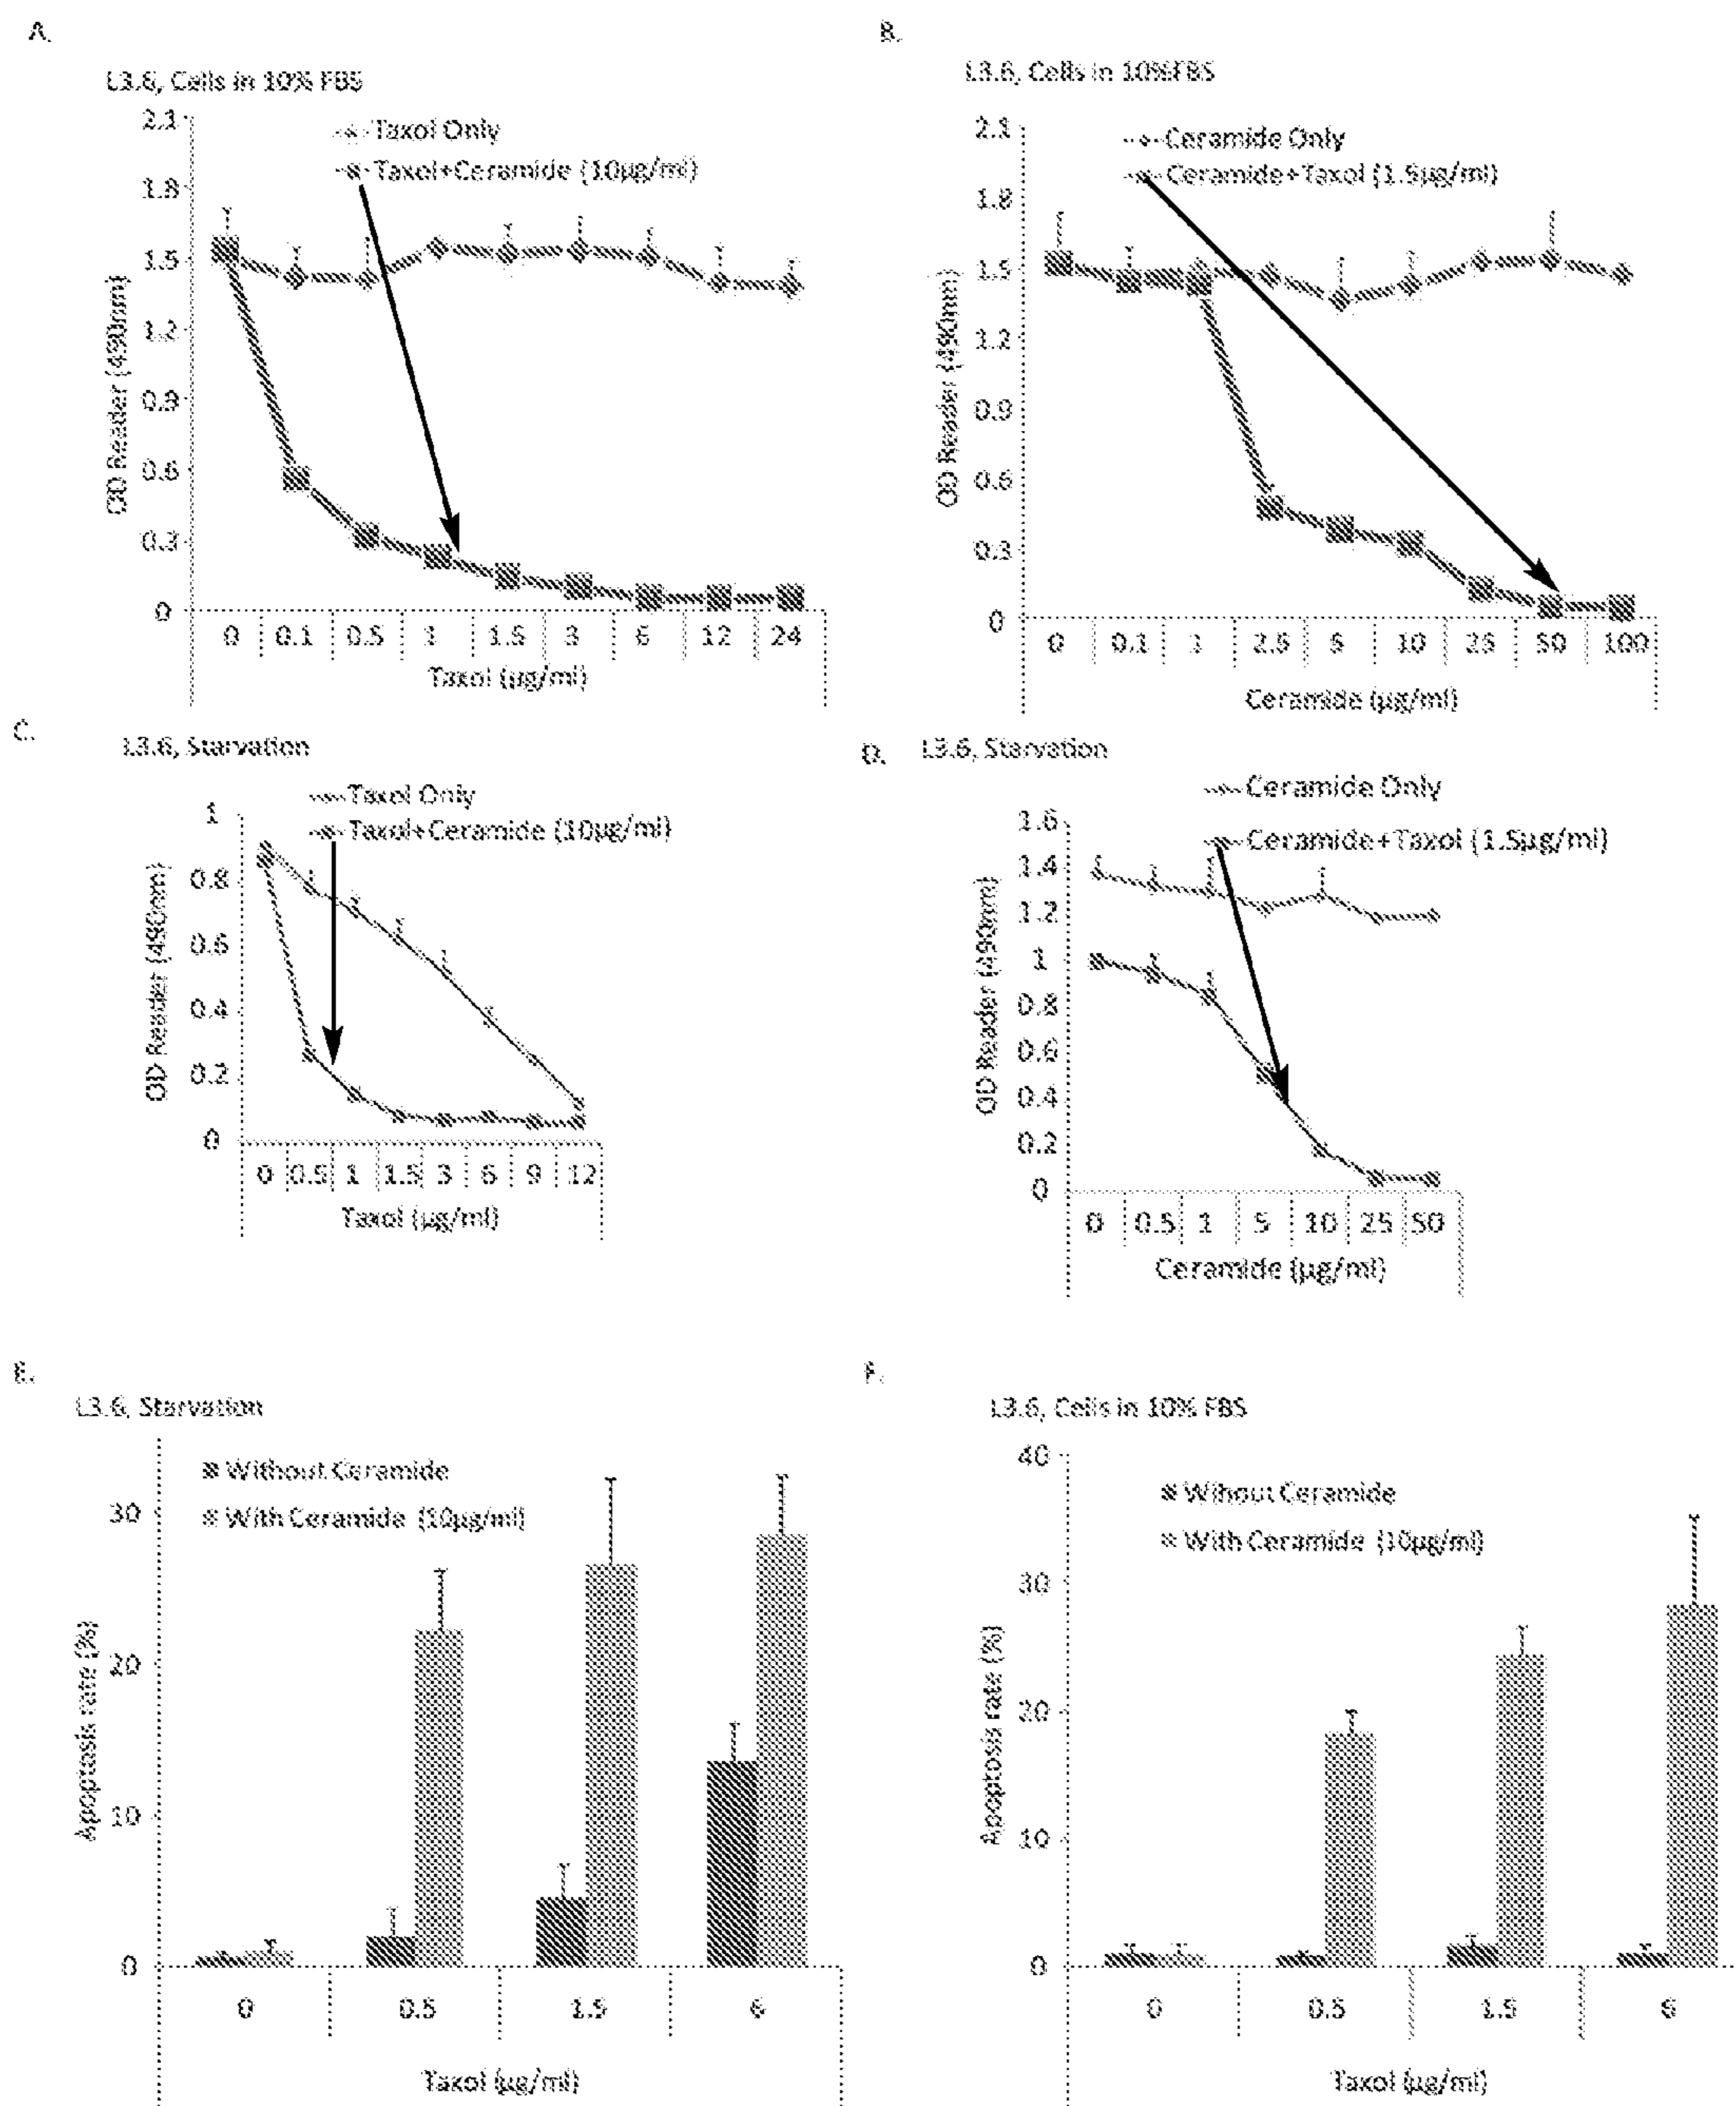 A.
L3.6, Cells in 10% FBS
Taxol Only
Taxol+Ceramide (10µg/ml)
OD Reader (490nm)
2.1
1.8
1.5
1.2
0.9
0.6
0.3
0
0 0.1 0.5 1 1.5 3 6 12 24
Taxol (µg/ml)
B.
L3.6, Cells in 10%FBS
Ceramide Only
Ceramide+Taxol (1.5µg/ml)
OD Reader (490nm)
2.1
1.8
1.5
1.2
0.9
0.6
0.3
0
0 0.1 1 2.5 5 10 25 50 100
Ceramide (µg/ml)
C.
L3.6, Starvation
Taxol Only
Taxol+Ceramide (10µg/ml)
OD Reader (490nm)
1
0.8
0.6
0.4
0.2
0
0 0.5 1 1.5 3 6 9 12
Taxol (µg/ml)
D.
L3.6, Starvation
Ceramide Only
Ceramide+Taxol (1.5µg/ml)
OD Reader (490nm)
1.6
1.4
1.2
1
0.8
0.6
0.4
0.2
0
0 0.5 1 5 10 25 50
Ceramide (µg/ml)
E.
L3.6, Starvation
Without Ceramide
With Ceramide (10µg/ml)
Apoptosis rate (%)
30
20
10
0
0 0.5 1.5 6
Taxol (µg/ml)
F.
L3.6, Cells in 10% FBS
Wihout Ceramide
With Ceramide (10µg/ml)
Apoptosis rate (%)
40
30
20
10
0
0 0.5 1.5 6
Taxol (µg/ml)